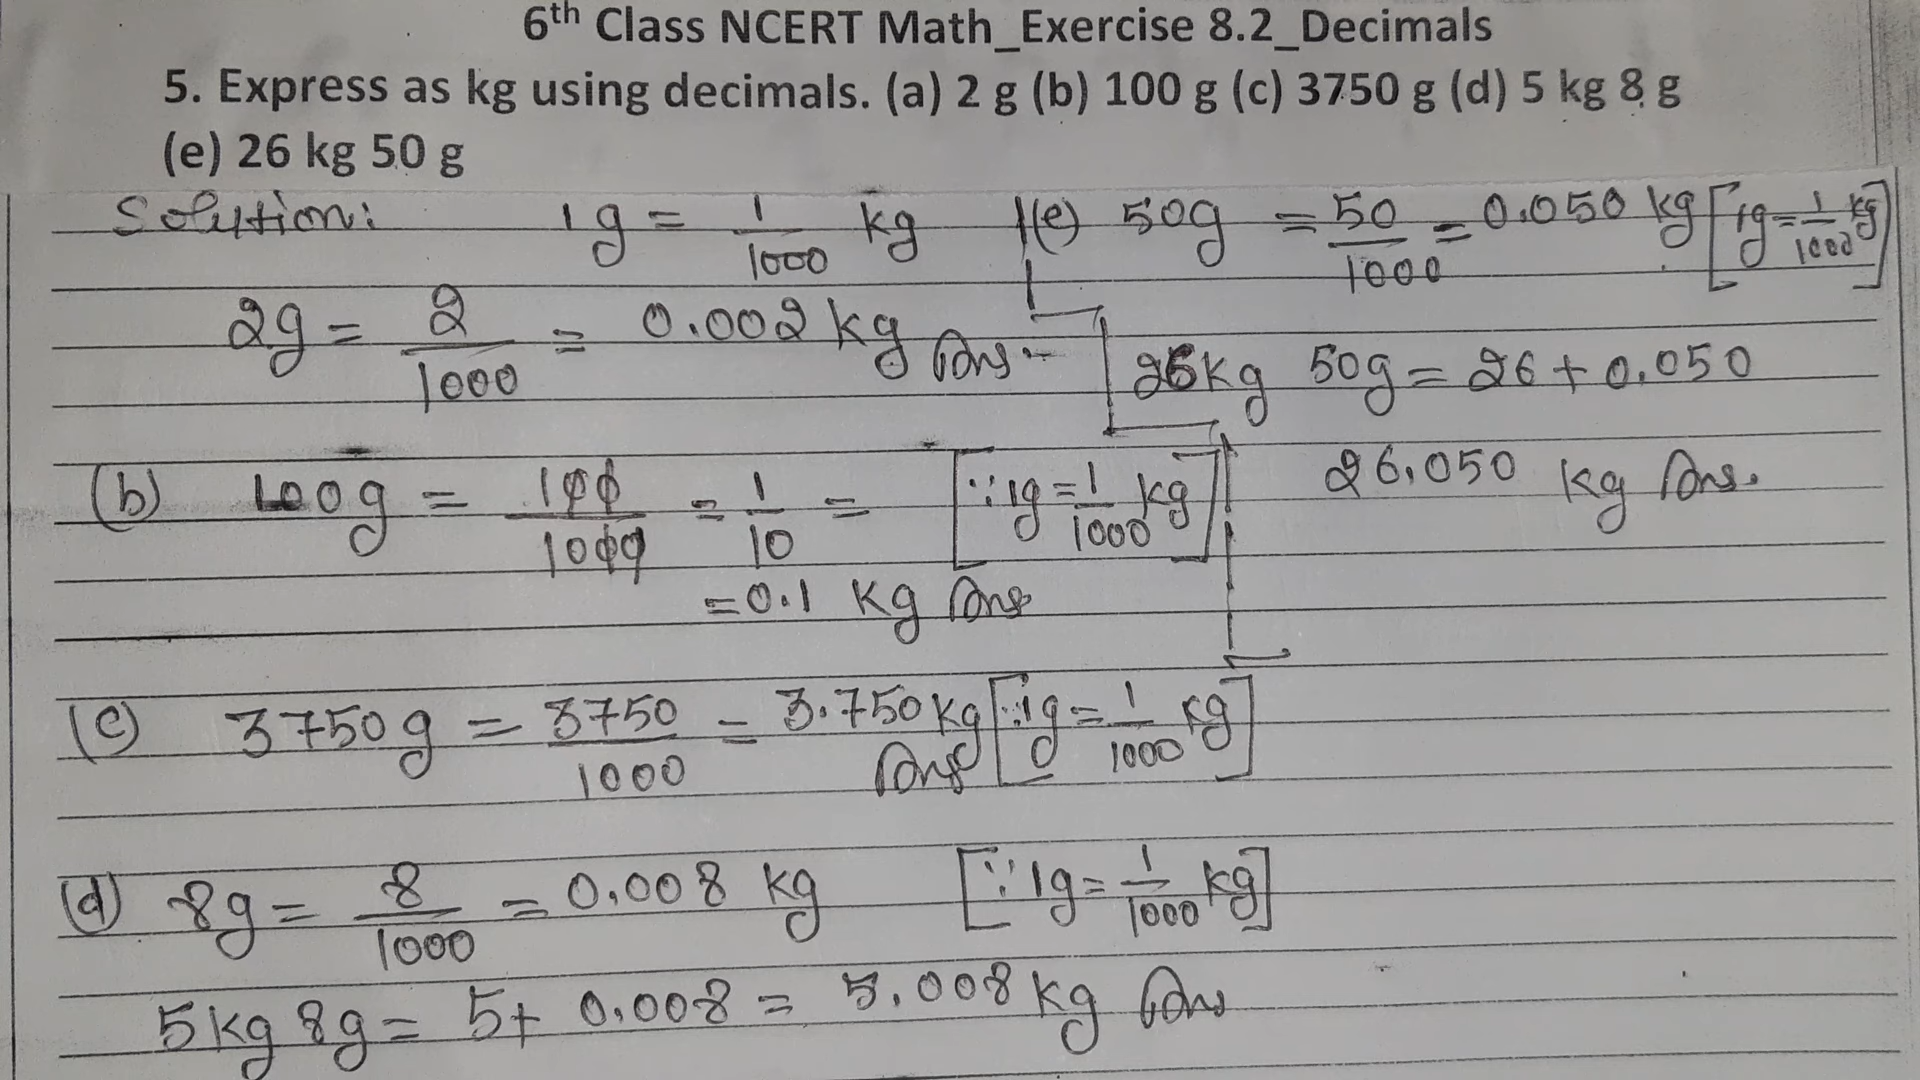 6th Class NCERT Math_Exercise 8.2_Decimals
5. Express as kg using decimals. (a) 2 g (b) 100 g (c) 3750 g (d) 5 kg 8 g
(e) 26 kg 50 g
Solution: 1g = 1/1000 kg
2g = 2/1000 = 0.002 kg Ans.
(b) 100g = 100/1000 = 1/10 = [∵ 1g = 1/1000 kg]
= 0.1 kg Ans
(c) 3750g = 3750/1000 = 3.750 kg [∵ 1g = 1/1000 kg]
Ans
(d) 8g = 8/1000 = 0.008 kg [∵ 1g = 1/1000 kg]
5 kg 8g = 5 + 0.008 = 5.008 kg Ans
(e) 50g = 50/1000 = 0.050 kg [1g = 1/1000 kg]
26 kg 50g = 26 + 0.050
26.050 kg Ans.